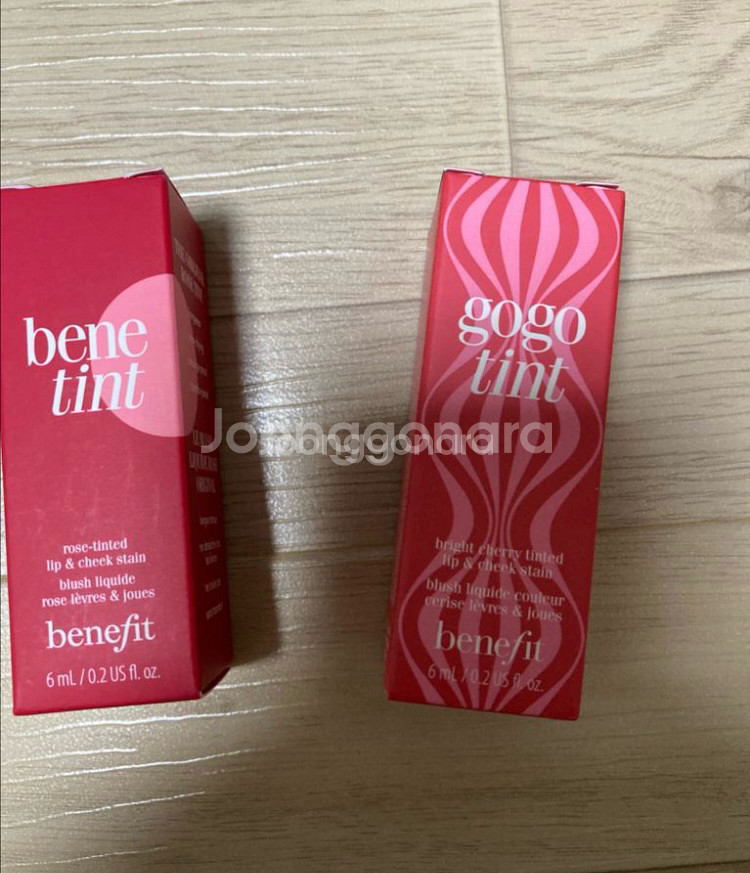 bene
tint
rose-tinted
lip & cheek stain
blush liquide
rose lèvres & joues
benefit
6 mL / 0.2 US fl. oz.
gogo
tint
bright cherry tinted
lip & cheek stain
blush liquide couleur
cerise lèvres & joues
benefit
6 mL / 0.2 US fl. oz.
Joonggonara